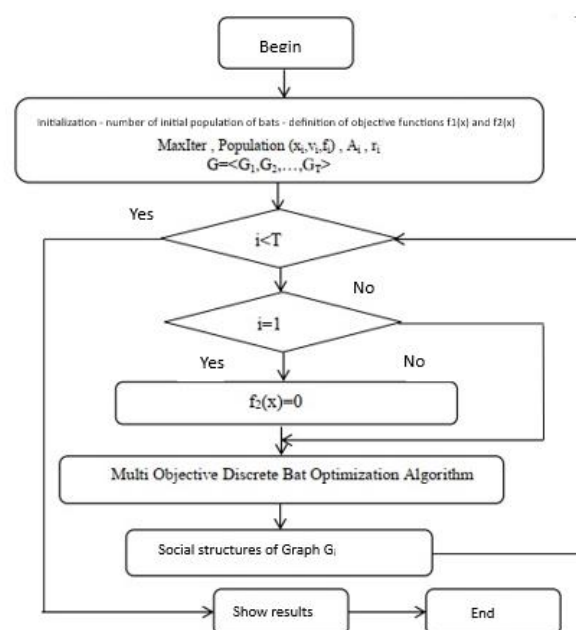 Begin
Initialization - number of initial population of bats - definition of objective functions f1(x) and f2(x)
MaxIter , Population (xᵢ,vᵢ,fᵢ) , Aᵢ , rᵢ
G=<G₁,G₂,…,G_T>
Yes
i<T
No
i=1
Yes
No
f₂(x)=0
Multi Objective Discrete Bat Optimization Algorithm
Social structures of Graph Gᵢ
Show results
End